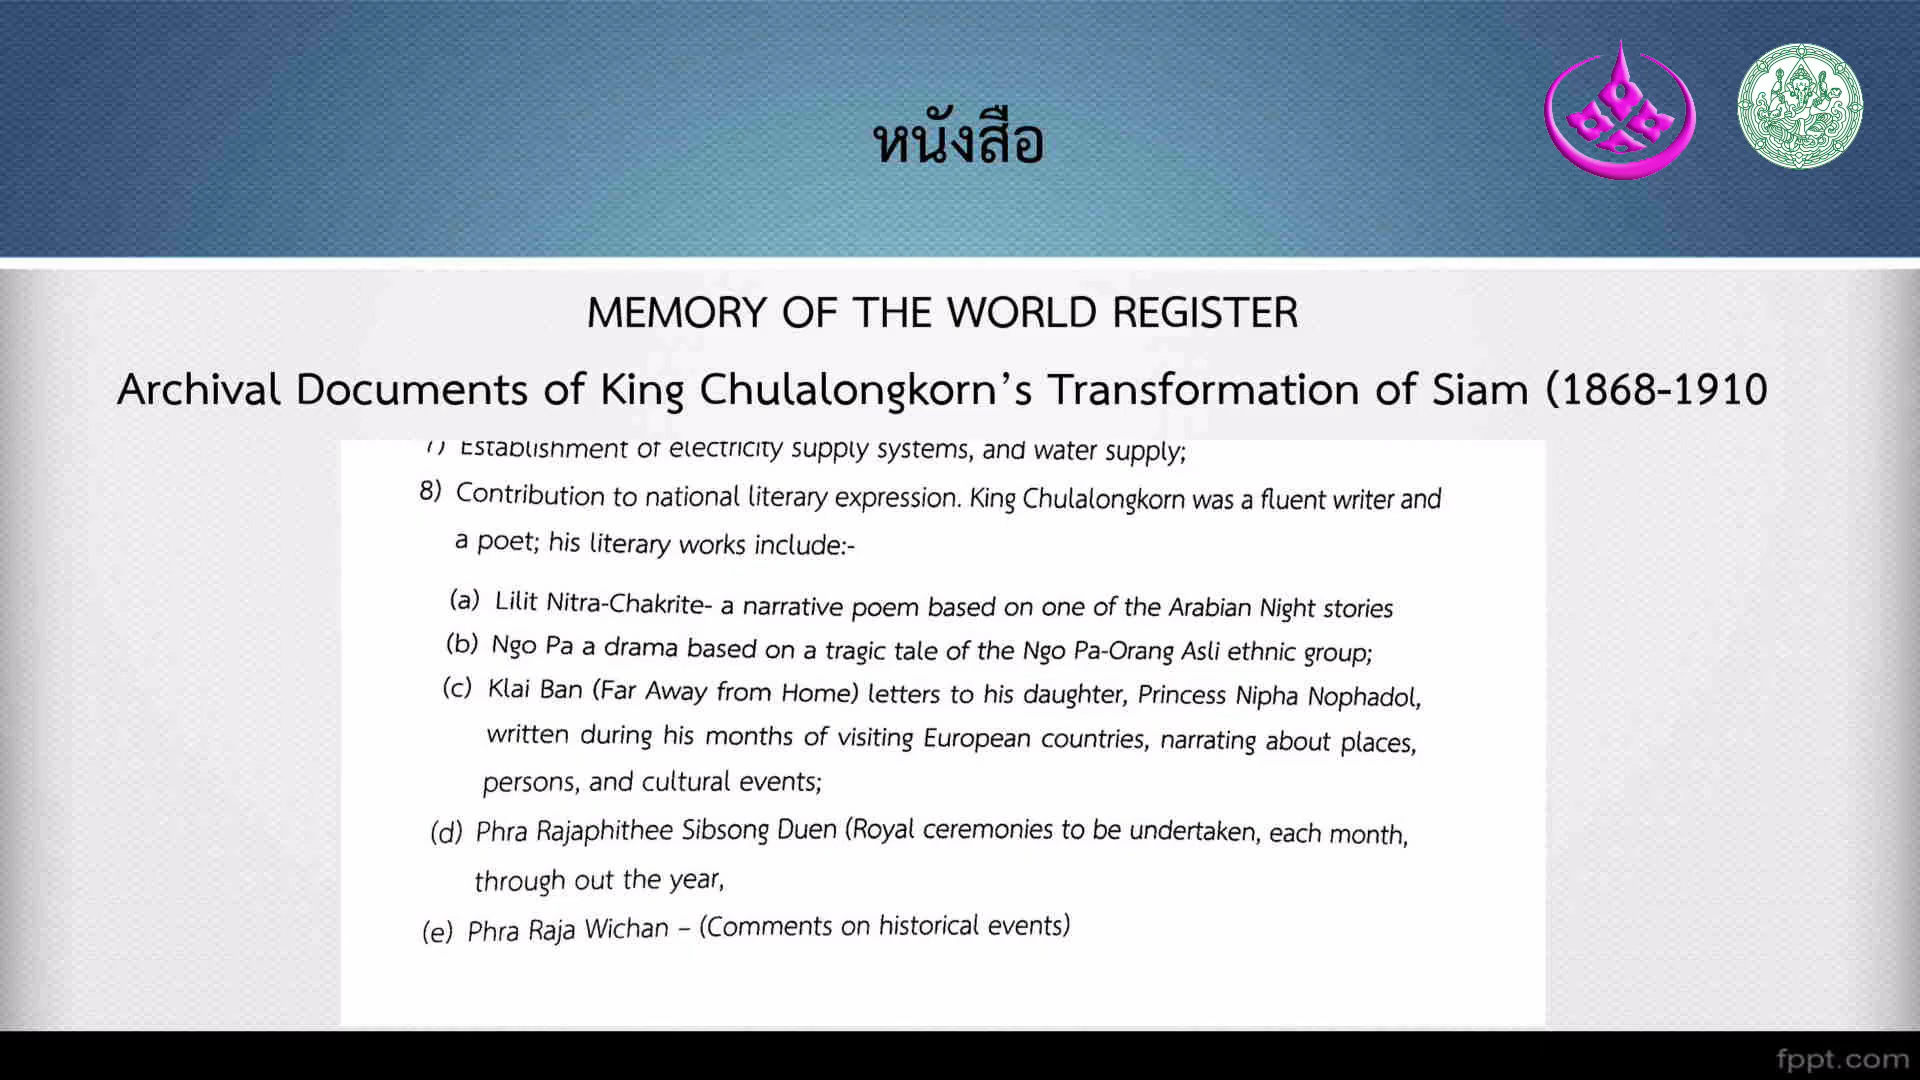 หนังสือ
MEMORY OF THE WORLD REGISTER
Archival Documents of King Chulalongkorn’s Transformation of Siam (1868-1910
7) Establishment of electricity supply systems, and water supply;
8) Contribution to national literary expression. King Chulalongkorn was a fluent writer and
a poet; his literary works include:-
(a) Lilit Nitra-Chakrite- a narrative poem based on one of the Arabian Night stories
(b) Ngo Pa a drama based on a tragic tale of the Ngo Pa-Orang Asli ethnic group;
(c) Klai Ban (Far Away from Home) letters to his daughter, Princess Nipha Nophadol,
written during his months of visiting European countries, narrating about places,
persons, and cultural events;
(d) Phra Rajaphithee Sibsong Duen (Royal ceremonies to be undertaken, each month,
through out the year,
(e) Phra Raja Wichan – (Comments on historical events)
fppt.com